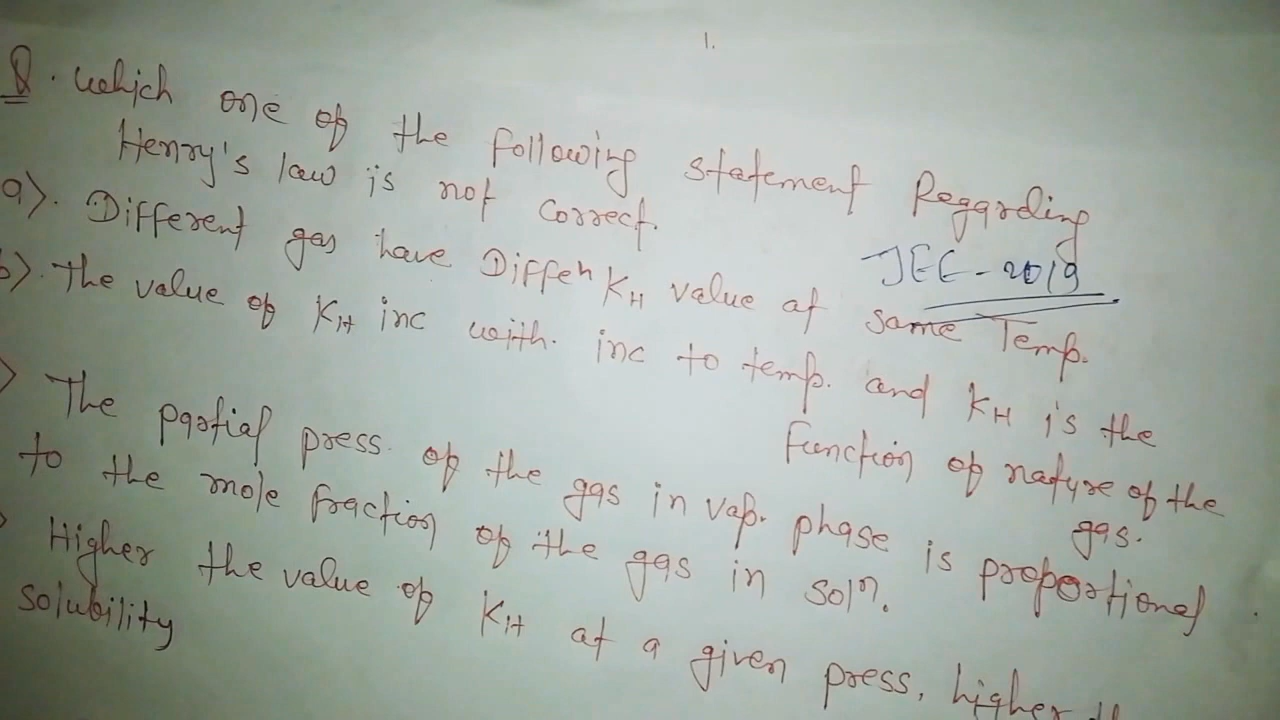 1.
Q. which one of the following statement Regarding
Henry's law is not correct.
JEE-2019
a). Different gas have Diffen KH value at same Temp.
b). The value of KH inc with. inc to temp. and KH is the
function of nature of the
gas.
> The partial press. of the gas in vap. phase is proportional
to the mole fraction of the gas in soln.
> Higher the value of KH at a given press, higher
solubility